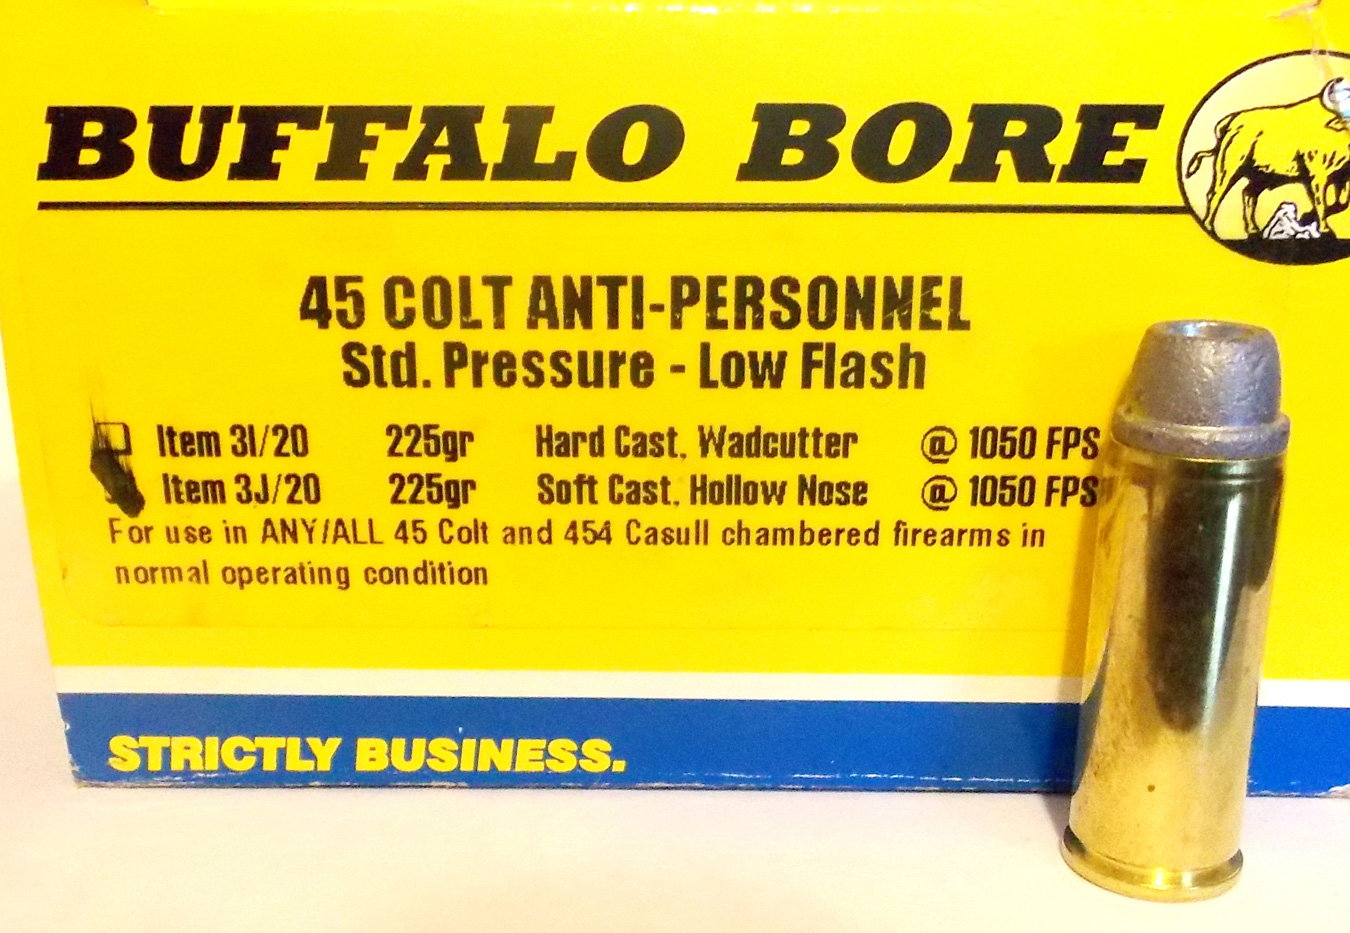 BUFFALO BORE
45 COLT ANTI-PERSONNEL
Std. Pressure - Low Flash
Item 3I/20 225gr Hard Cast, Wadcutter @ 1050 FPS
Item 3J/20 225gr Soft Cast, Hollow Nose @ 1050 FPS
For use in ANY/ALL 45 Colt and 454 Casull chambered firearms in
normal operating condition
STRICTLY BUSINESS.